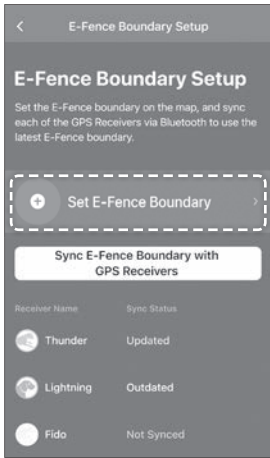 E-Fence Boundary Setup
E-Fence Boundary Setup
Set the E-Fence boundary on the map, and sync
each of the GPS Receivers via Bluetooth to use the
latest E-Fence boundary.
Set E-Fence Boundary
Sync E-Fence Boundary with
GPS Receivers
Receiver Name Sync Status
Thunder Updated
Lightning Outdated
Fido Not Synced